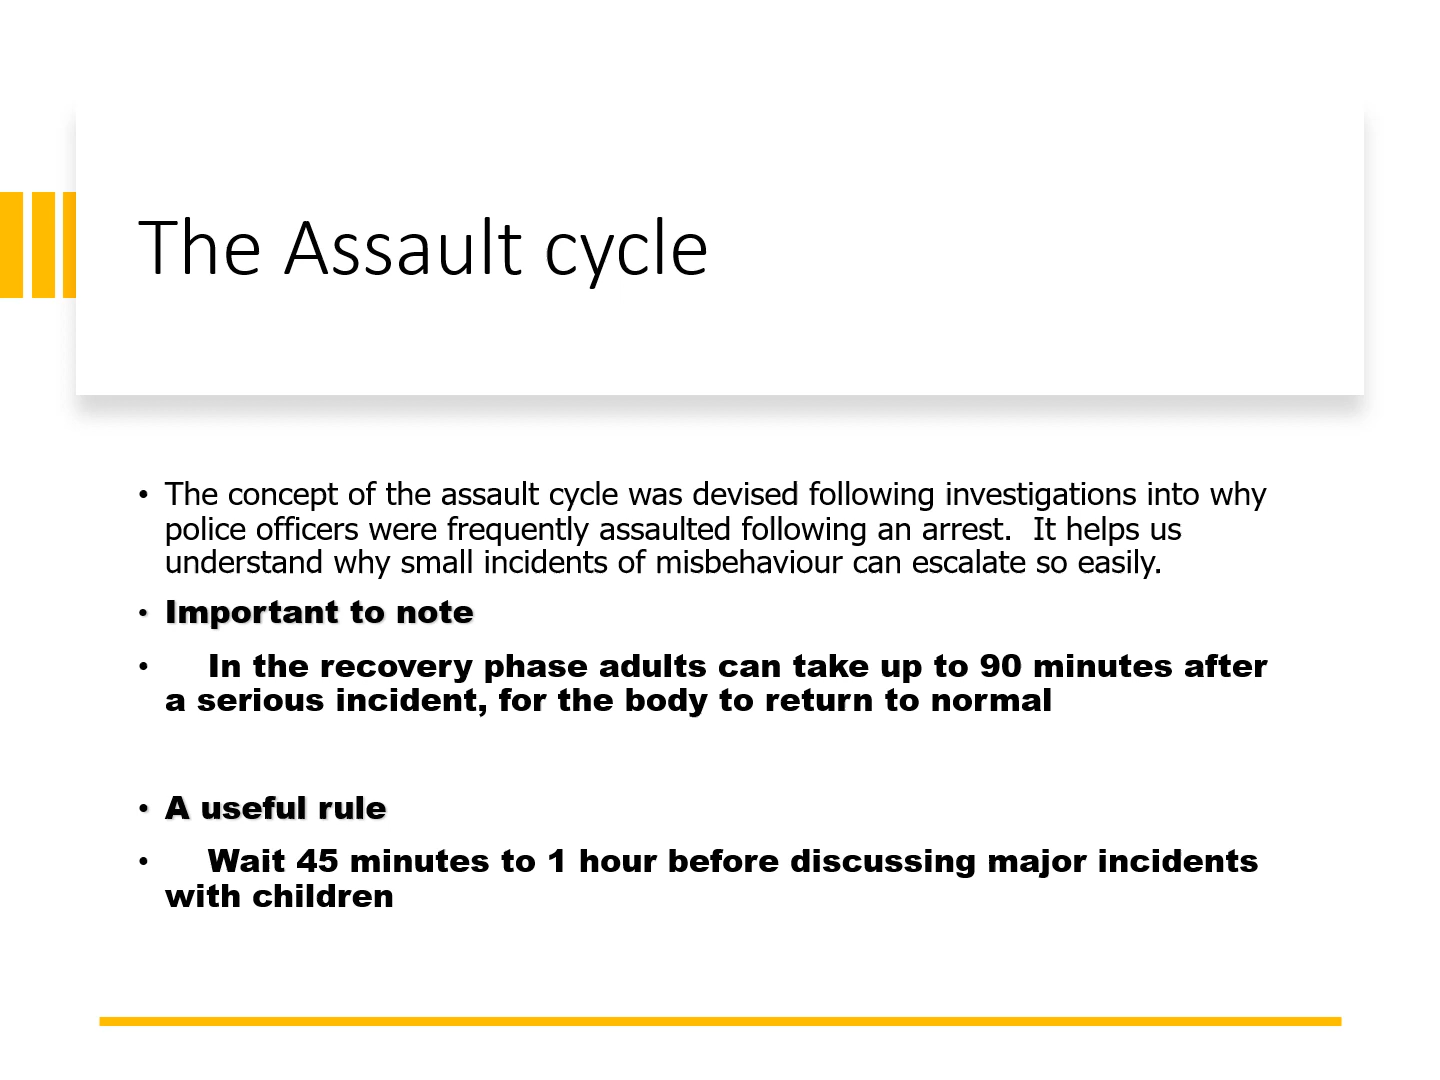 The Assault cycle
• The concept of the assault cycle was devised following investigations into why
police officers were frequently assaulted following an arrest.  It helps us
understand why small incidents of misbehaviour can escalate so easily.
• Important to note
• In the recovery phase adults can take up to 90 minutes after
a serious incident, for the body to return to normal
• A useful rule
• Wait 45 minutes to 1 hour before discussing major incidents
with children